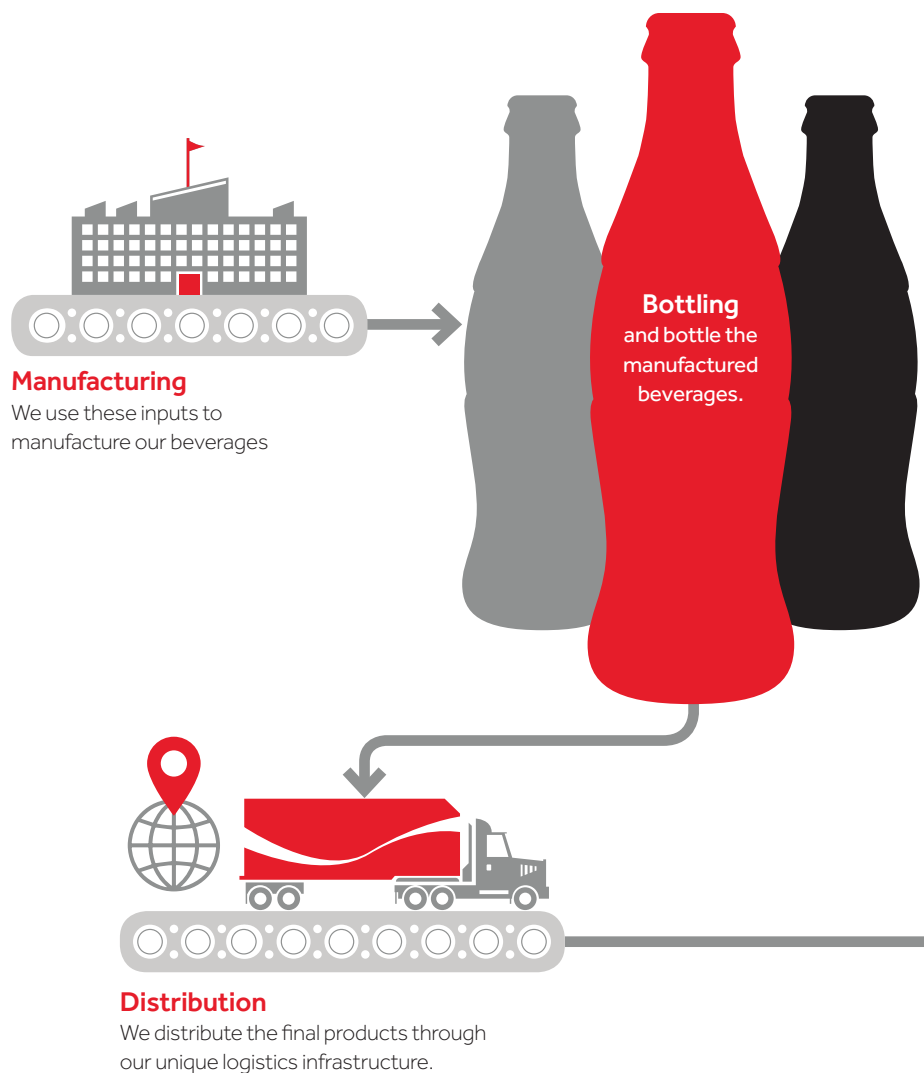 Manufacturing
We use these inputs to
manufacture our beverages
Bottling
and bottle the
manufactured
beverages.
Distribution
We distribute the final products through
our unique logistics infrastructure.